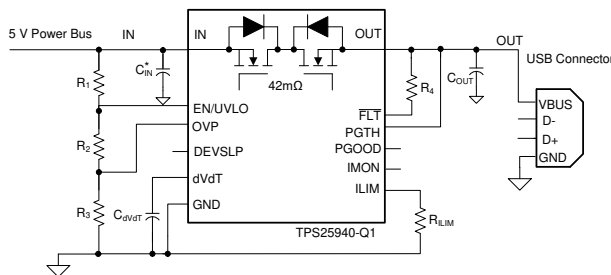 5 V Power Bus
IN
IN
OUT
OUT
USB Connector
C*IN
R1
42mΩ
COUT
R4
EN/UVLO
FLT
VBUS
OVP
PGTH
D-
R2
DEVSLP
PGOOD
D+
IMON
GND
dVdT
ILIM
R3
CdVdT
GND
RILIM
TPS25940-Q1